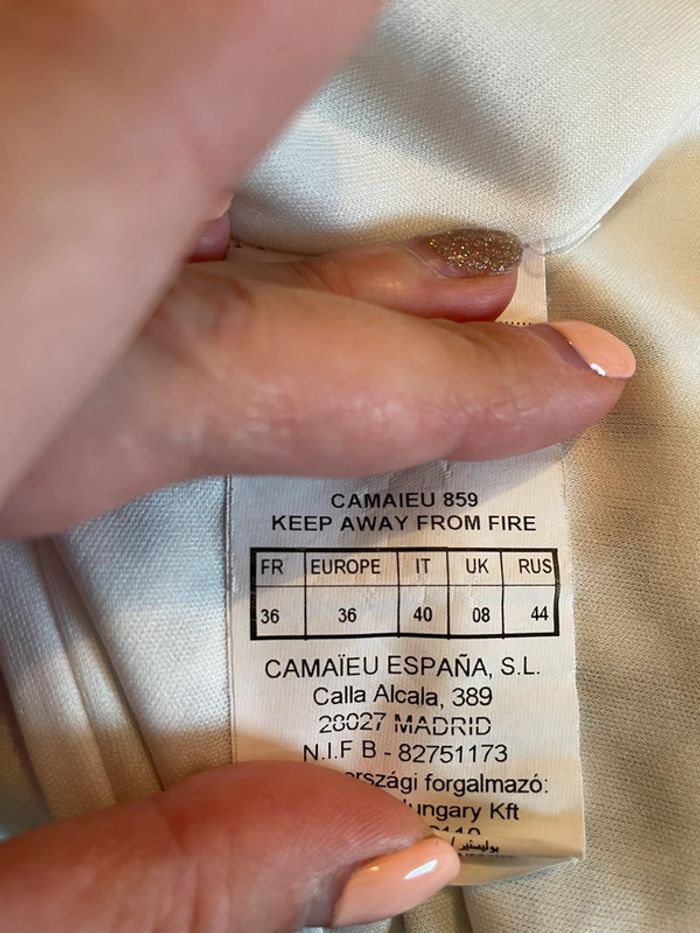 CAMAIEU 859
KEEP AWAY FROM FIRE
FR EUROPE IT UK RUS
36 36 40 08 44
CAMAÏEU ESPAÑA, S.L.
Calla Alcala, 389
28027 MADRID
N.I.F B - 82751173
forgalmazó:
Kft
بوليستير /